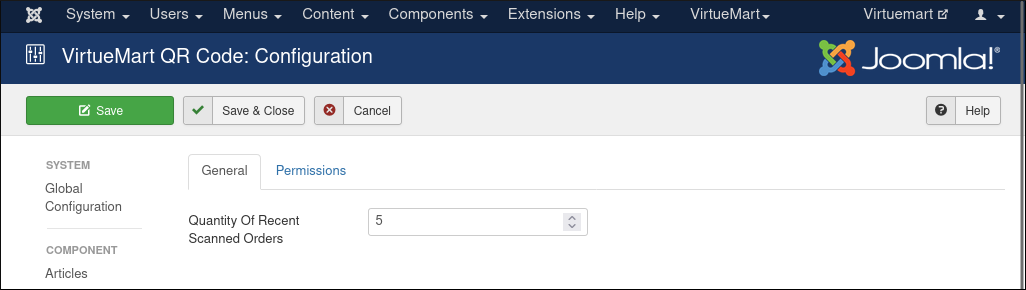 System Users Menus Content Components Extensions Help VirtueMart Virtuemart
VirtueMart QR Code: Configuration
Joomla!®
Save Save & Close Cancel Help
SYSTEM
Global
Configuration
COMPONENT
Articles
General Permissions
Quantity Of Recent
Scanned Orders
5